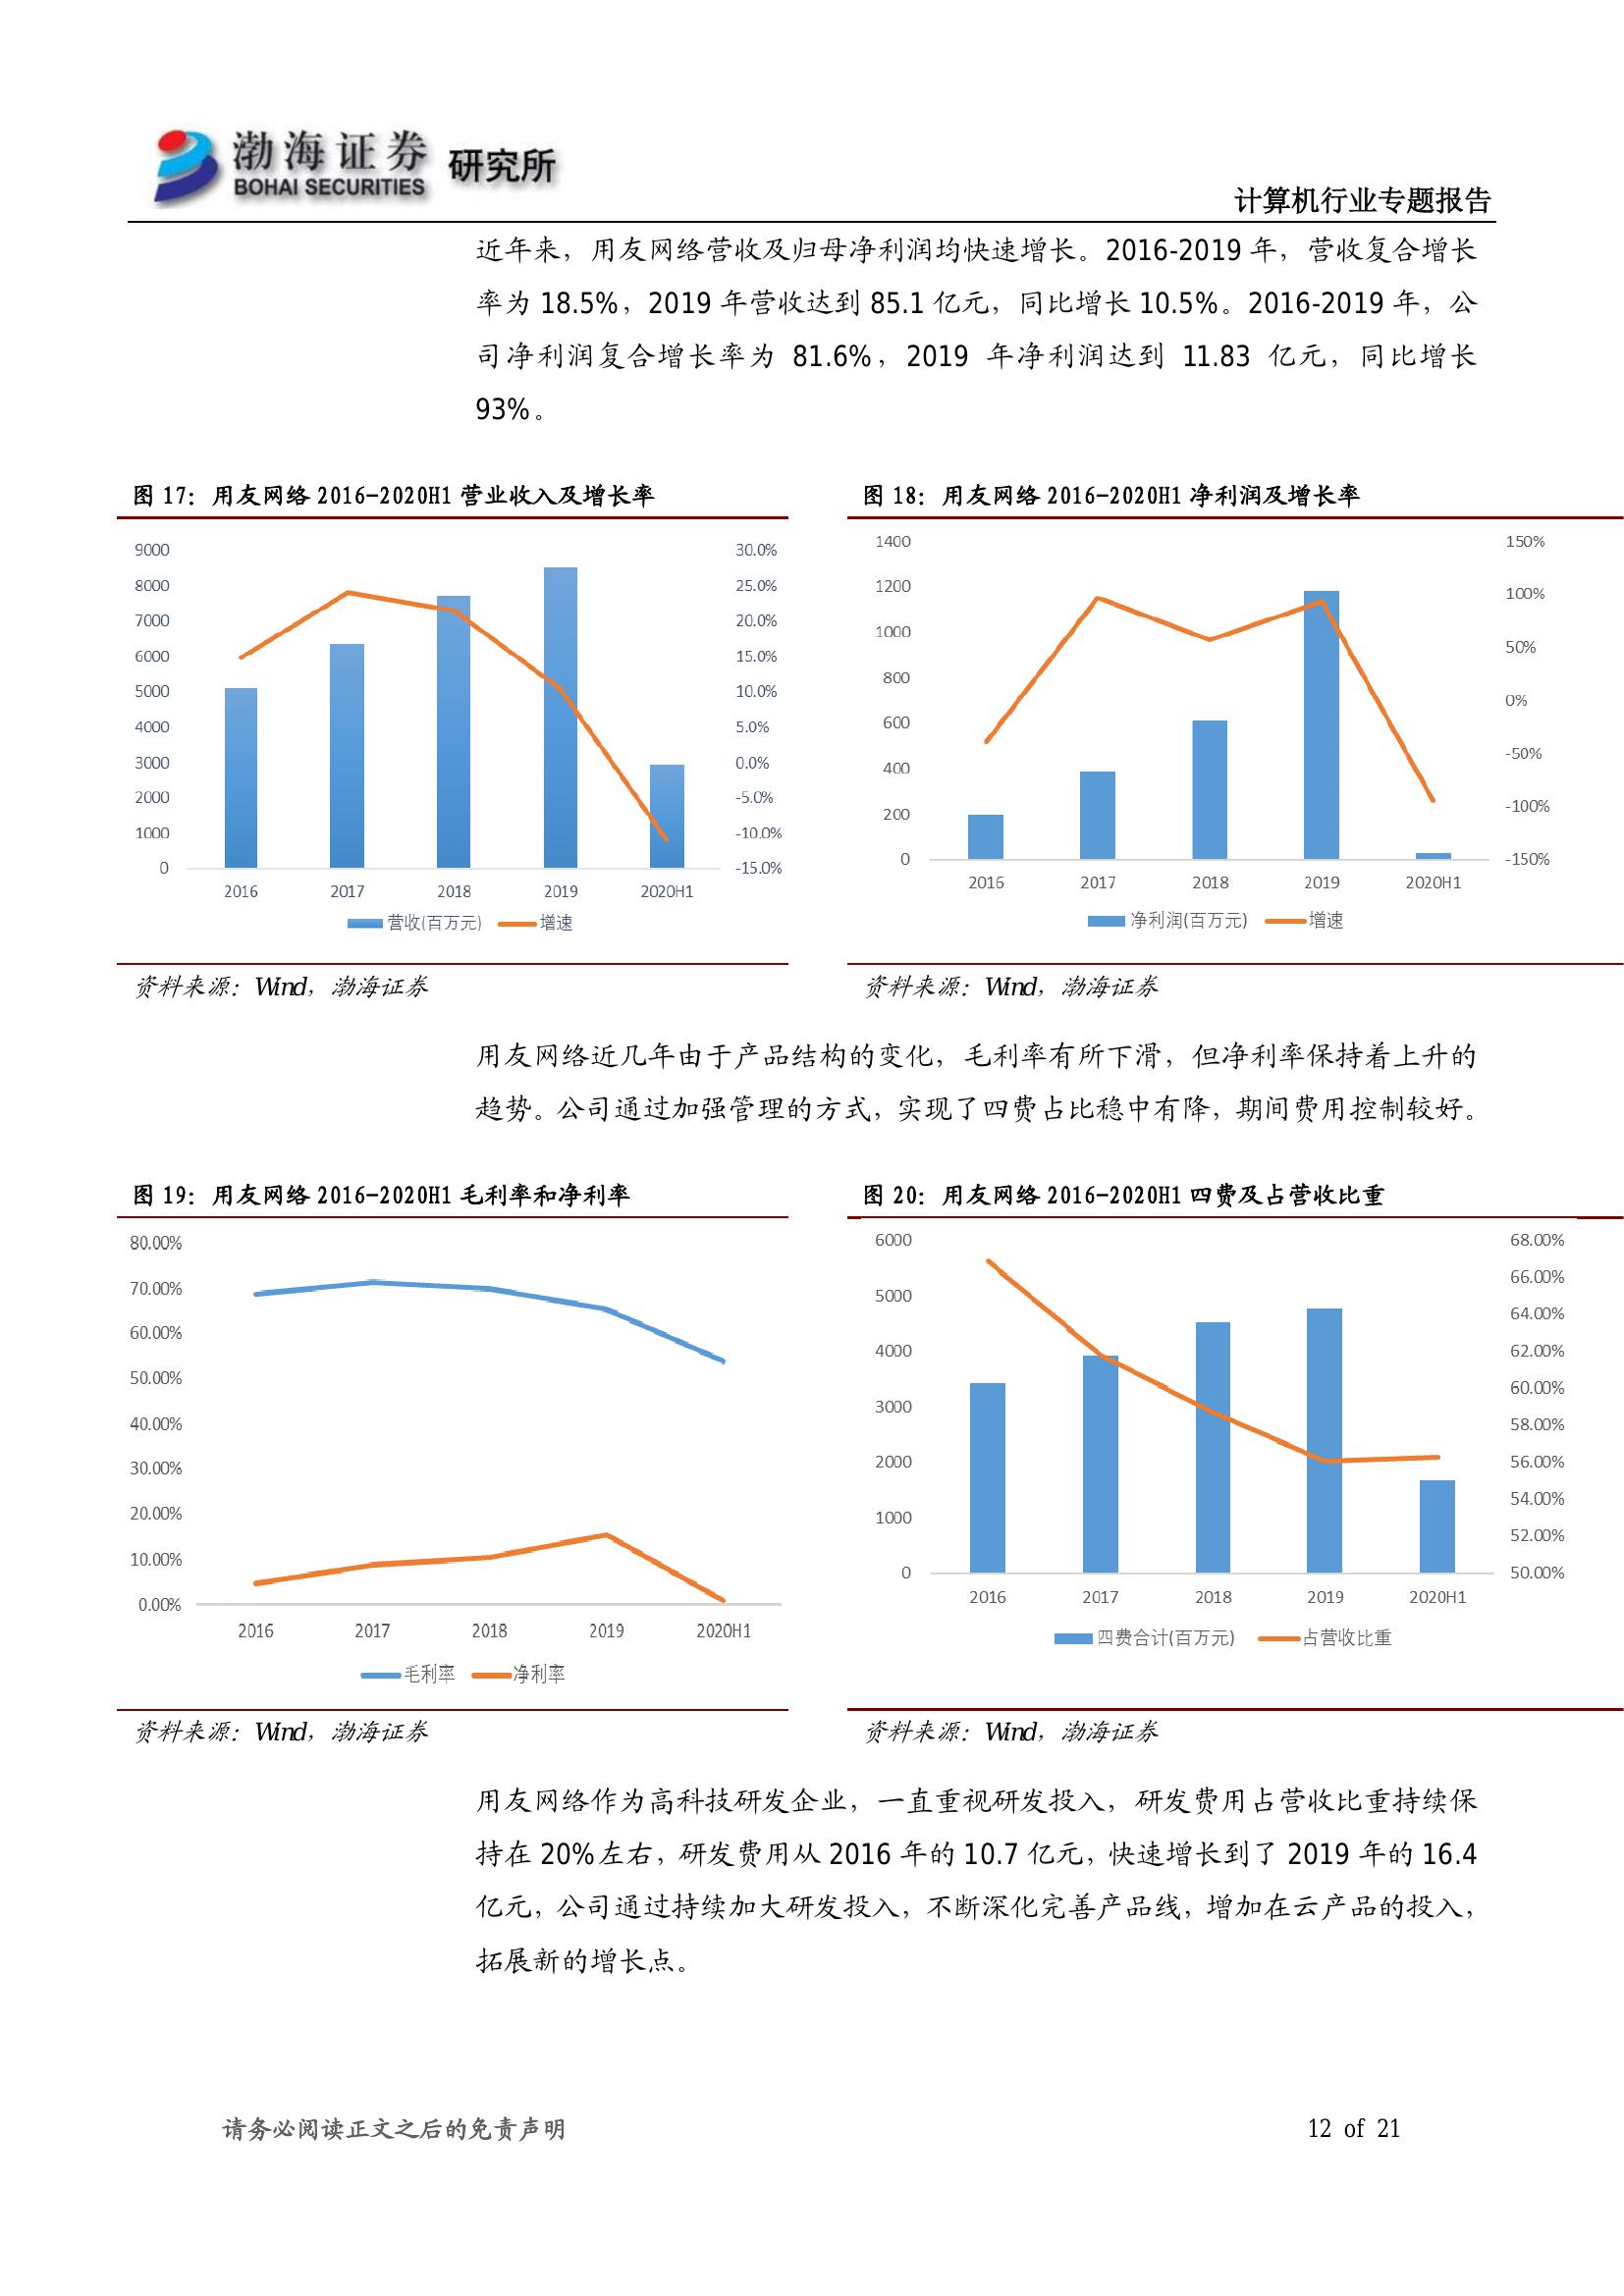 渤海证券 研究所
BOHAI SECURITIES
计算机行业专题报告
近年来，用友网络营收及归母净利润均快速增长。2016-2019 年，营收复合增长
率为 18.5%，2019 年营收达到 85.1 亿元，同比增长 10.5%。2016-2019 年，公
司净利润复合增长率为 81.6%，2019 年净利润达到 11.83 亿元，同比增长
93%。
图 17：用友网络 2016-2020H1 营业收入及增长率
9000
8000
7000
6000
5000
4000
3000
2000
1000
0
30.0%
25.0%
20.0%
15.0%
10.0%
5.0%
0.0%
-5.0%
-10.0%
-15.0%
2016 2017 2018 2019 2020H1
营收(百万元) 增速
资料来源：Wind，渤海证券
图 18：用友网络 2016-2020H1 净利润及增长率
1400
1200
1000
800
600
400
200
0
150%
100%
50%
0%
-50%
-100%
-150%
2016 2017 2018 2019 2020H1
净利润(百万元) 增速
资料来源：Wind，渤海证券
用友网络近几年由于产品结构的变化，毛利率有所下滑，但净利率保持着上升的
趋势。公司通过加强管理的方式，实现了四费占比稳中有降，期间费用控制较好。
图 19：用友网络 2016-2020H1 毛利率和净利率
80.00%
70.00%
60.00%
50.00%
40.00%
30.00%
20.00%
10.00%
0.00%
2016 2017 2018 2019 2020H1
毛利率 净利率
资料来源：Wind，渤海证券
图 20：用友网络 2016-2020H1 四费及占营收比重
6000
5000
4000
3000
2000
1000
0
68.00%
66.00%
64.00%
62.00%
60.00%
58.00%
56.00%
54.00%
52.00%
50.00%
2016 2017 2018 2019 2020H1
四费合计(百万元) 占营收比重
资料来源：Wind，渤海证券
用友网络作为高科技研发企业，一直重视研发投入，研发费用占营收比重持续保
持在 20%左右，研发费用从 2016 年的 10.7 亿元，快速增长到了 2019 年的 16.4
亿元，公司通过持续加大研发投入，不断深化完善产品线，增加在云产品的投入，
拓展新的增长点。
请务必阅读正文之后的免责声明
12 of 21